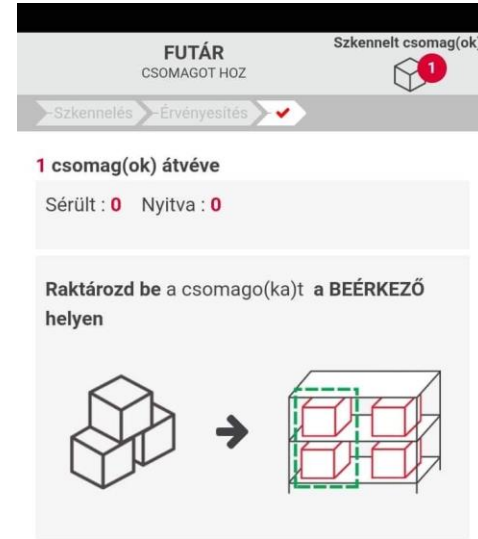 FUTÁR
CSOMAGOT HOZ
Szkennelt csomag(ok)
1
Szkennelés
Érvényesítés
1 csomag(ok) átvéve
Sérült : 0 Nyitva : 0
Raktározd be a csomago(ka)t a BEÉRKEZŐ
helyen